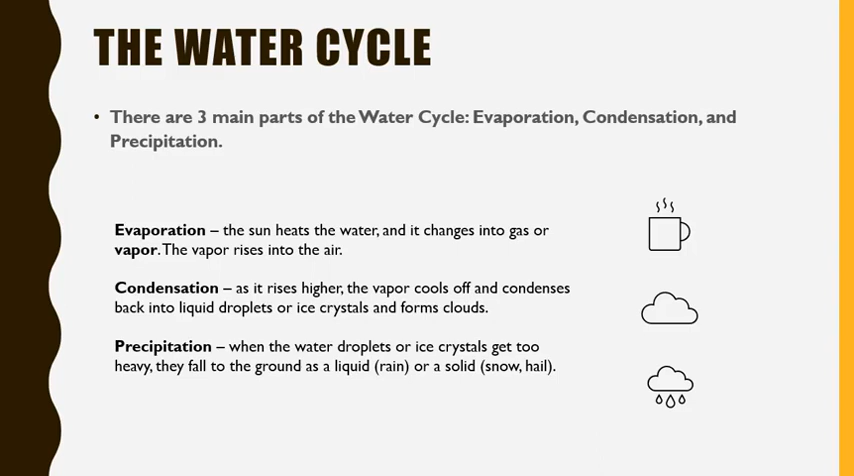 THE WATER CYCLE
• There are 3 main parts of the Water Cycle: Evaporation, Condensation, and
Precipitation.
Evaporation – the sun heats the water, and it changes into gas or
vapor. The vapor rises into the air.
Condensation – as it rises higher, the vapor cools off and condenses
back into liquid droplets or ice crystals and forms clouds.
Precipitation – when the water droplets or ice crystals get too
heavy, they fall to the ground as a liquid (rain) or a solid (snow, hail).